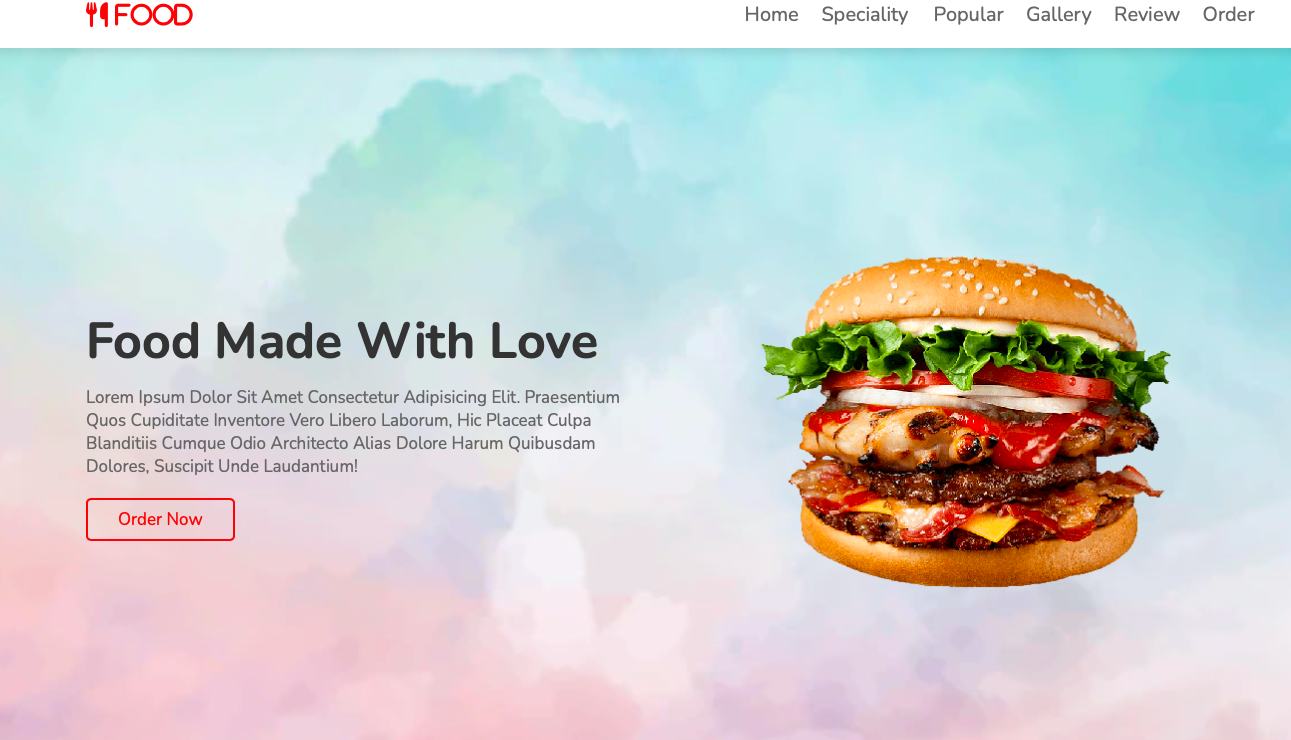 FOOD
Home Speciality Popular Gallery Review Order
Food Made With Love
Lorem Ipsum Dolor Sit Amet Consectetur Adipisicing Elit. Praesentium
Quos Cupiditate Inventore Vero Libero Laborum, Hic Placeat Culpa
Blanditiis Cumque Odio Architecto Alias Dolore Harum Quibusdam
Dolores, Suscipit Unde Laudantium!
Order Now